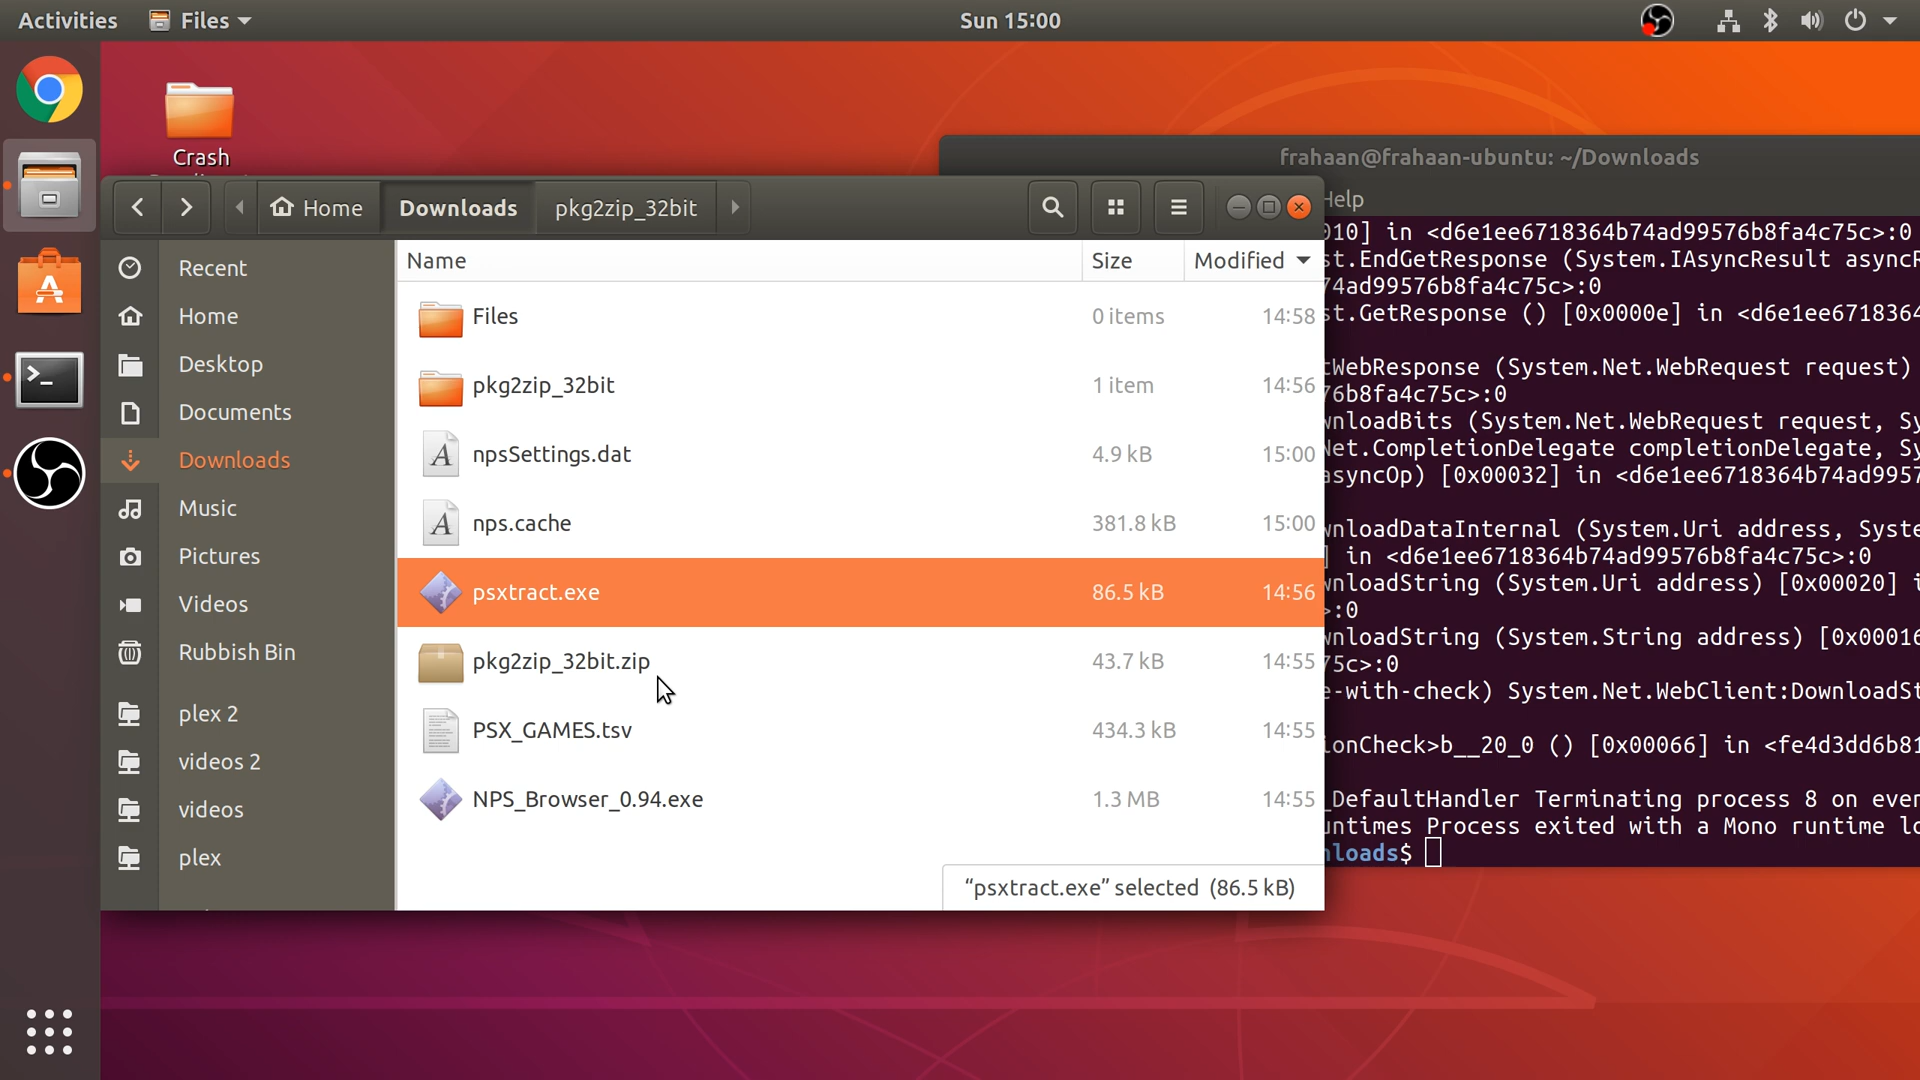 Activities
Files
Sun 15:00
Crash
frahaan@frahaan-ubuntu: ~/Downloads
Help
Home
Downloads
pkg2zip_32bit
Recent
Home
Desktop
Documents
Downloads
Music
Pictures
Videos
Rubbish Bin
plex 2
videos 2
videos
plex
Name Size Modified
Files 0 items 14:58
pkg2zip_32bit 1 item 14:56
npsSettings.dat 4.9 kB 15:00
nps.cache 381.8 kB 15:00
psxtract.exe 86.5 kB 14:56
pkg2zip_32bit.zip 43.7 kB 14:55
PSX_GAMES.tsv 434.3 kB 14:55
NPS_Browser_0.94.exe 1.3 MB 14:55
“psxtract.exe” selected (86.5 kB)
010] in <d6e1ee6718364b74ad99576b8fa4c75c>:0
st.EndGetResponse (System.IAsyncResult asyncR
74ad99576b8fa4c75c>:0
st.GetResponse () [0x0000e] in <d6e1ee6718364
tWebResponse (System.Net.WebRequest request)
76b8fa4c75c>:0
wnloadBits (System.Net.WebRequest request, Sy
Net.CompletionDelegate completionDelegate, Sy
asyncOp) [0x00032] in <d6e1ee6718364b74ad9957
wnloadDataInternal (System.Uri address, Syste
] in <d6e1ee6718364b74ad99576b8fa4c75c>:0
wnloadString (System.Uri address) [0x00020] i
>:0
wnloadString (System.String address) [0x00016
75c>:0
e-with-check) System.Net.WebClient:DownloadSt
ionCheck>b__20_0 () [0x00066] in <fe4d3dd6b81
_DefaultHandler Terminating process 8 on even
untimes Process exited with a Mono runtime lo
nloads$